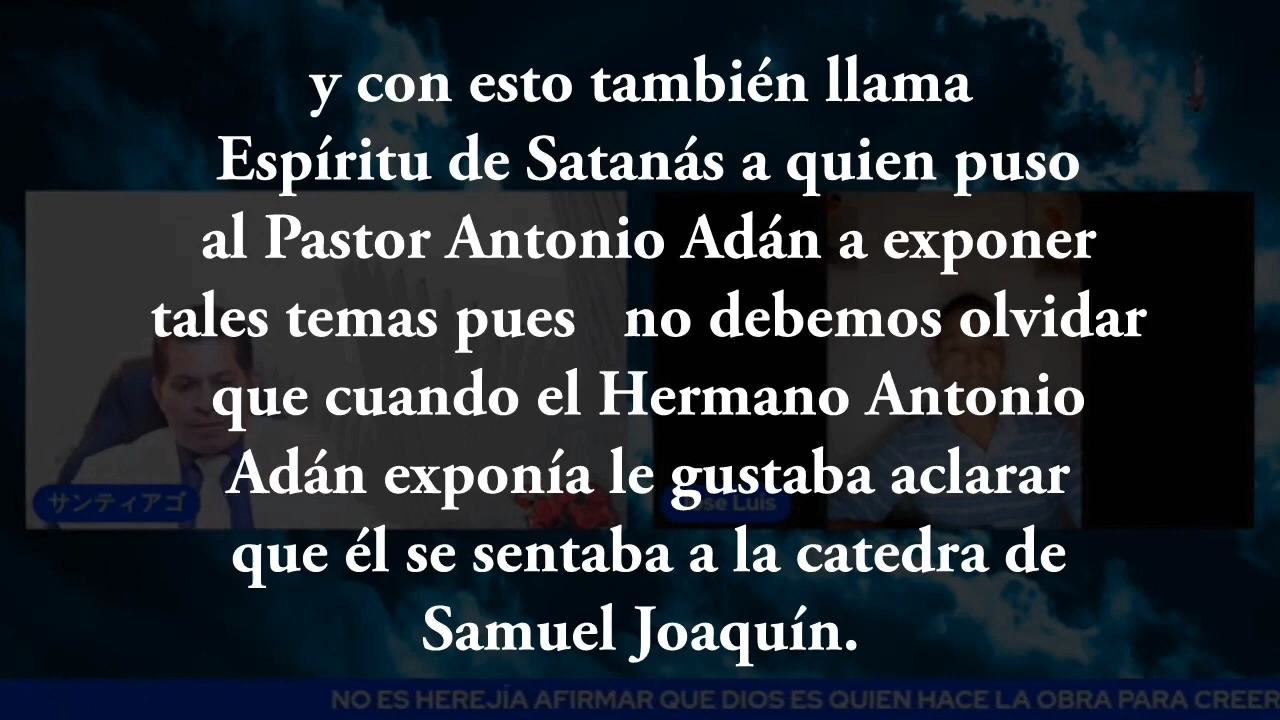 y con esto también llama
Espíritu de Satanás a quien puso
al Pastor Antonio Adán a exponer
tales temas pues no debemos olvidar
que cuando el Hermano Antonio
Adán exponía le gustaba aclarar
que él se sentaba a la catedra de
Samuel Joaquín.
サンティアゴ
Jose Luis
NO ES HEREJÍA AFIRMAR QUE DIOS ES QUIEN HACE LA OBRA PARA CREER